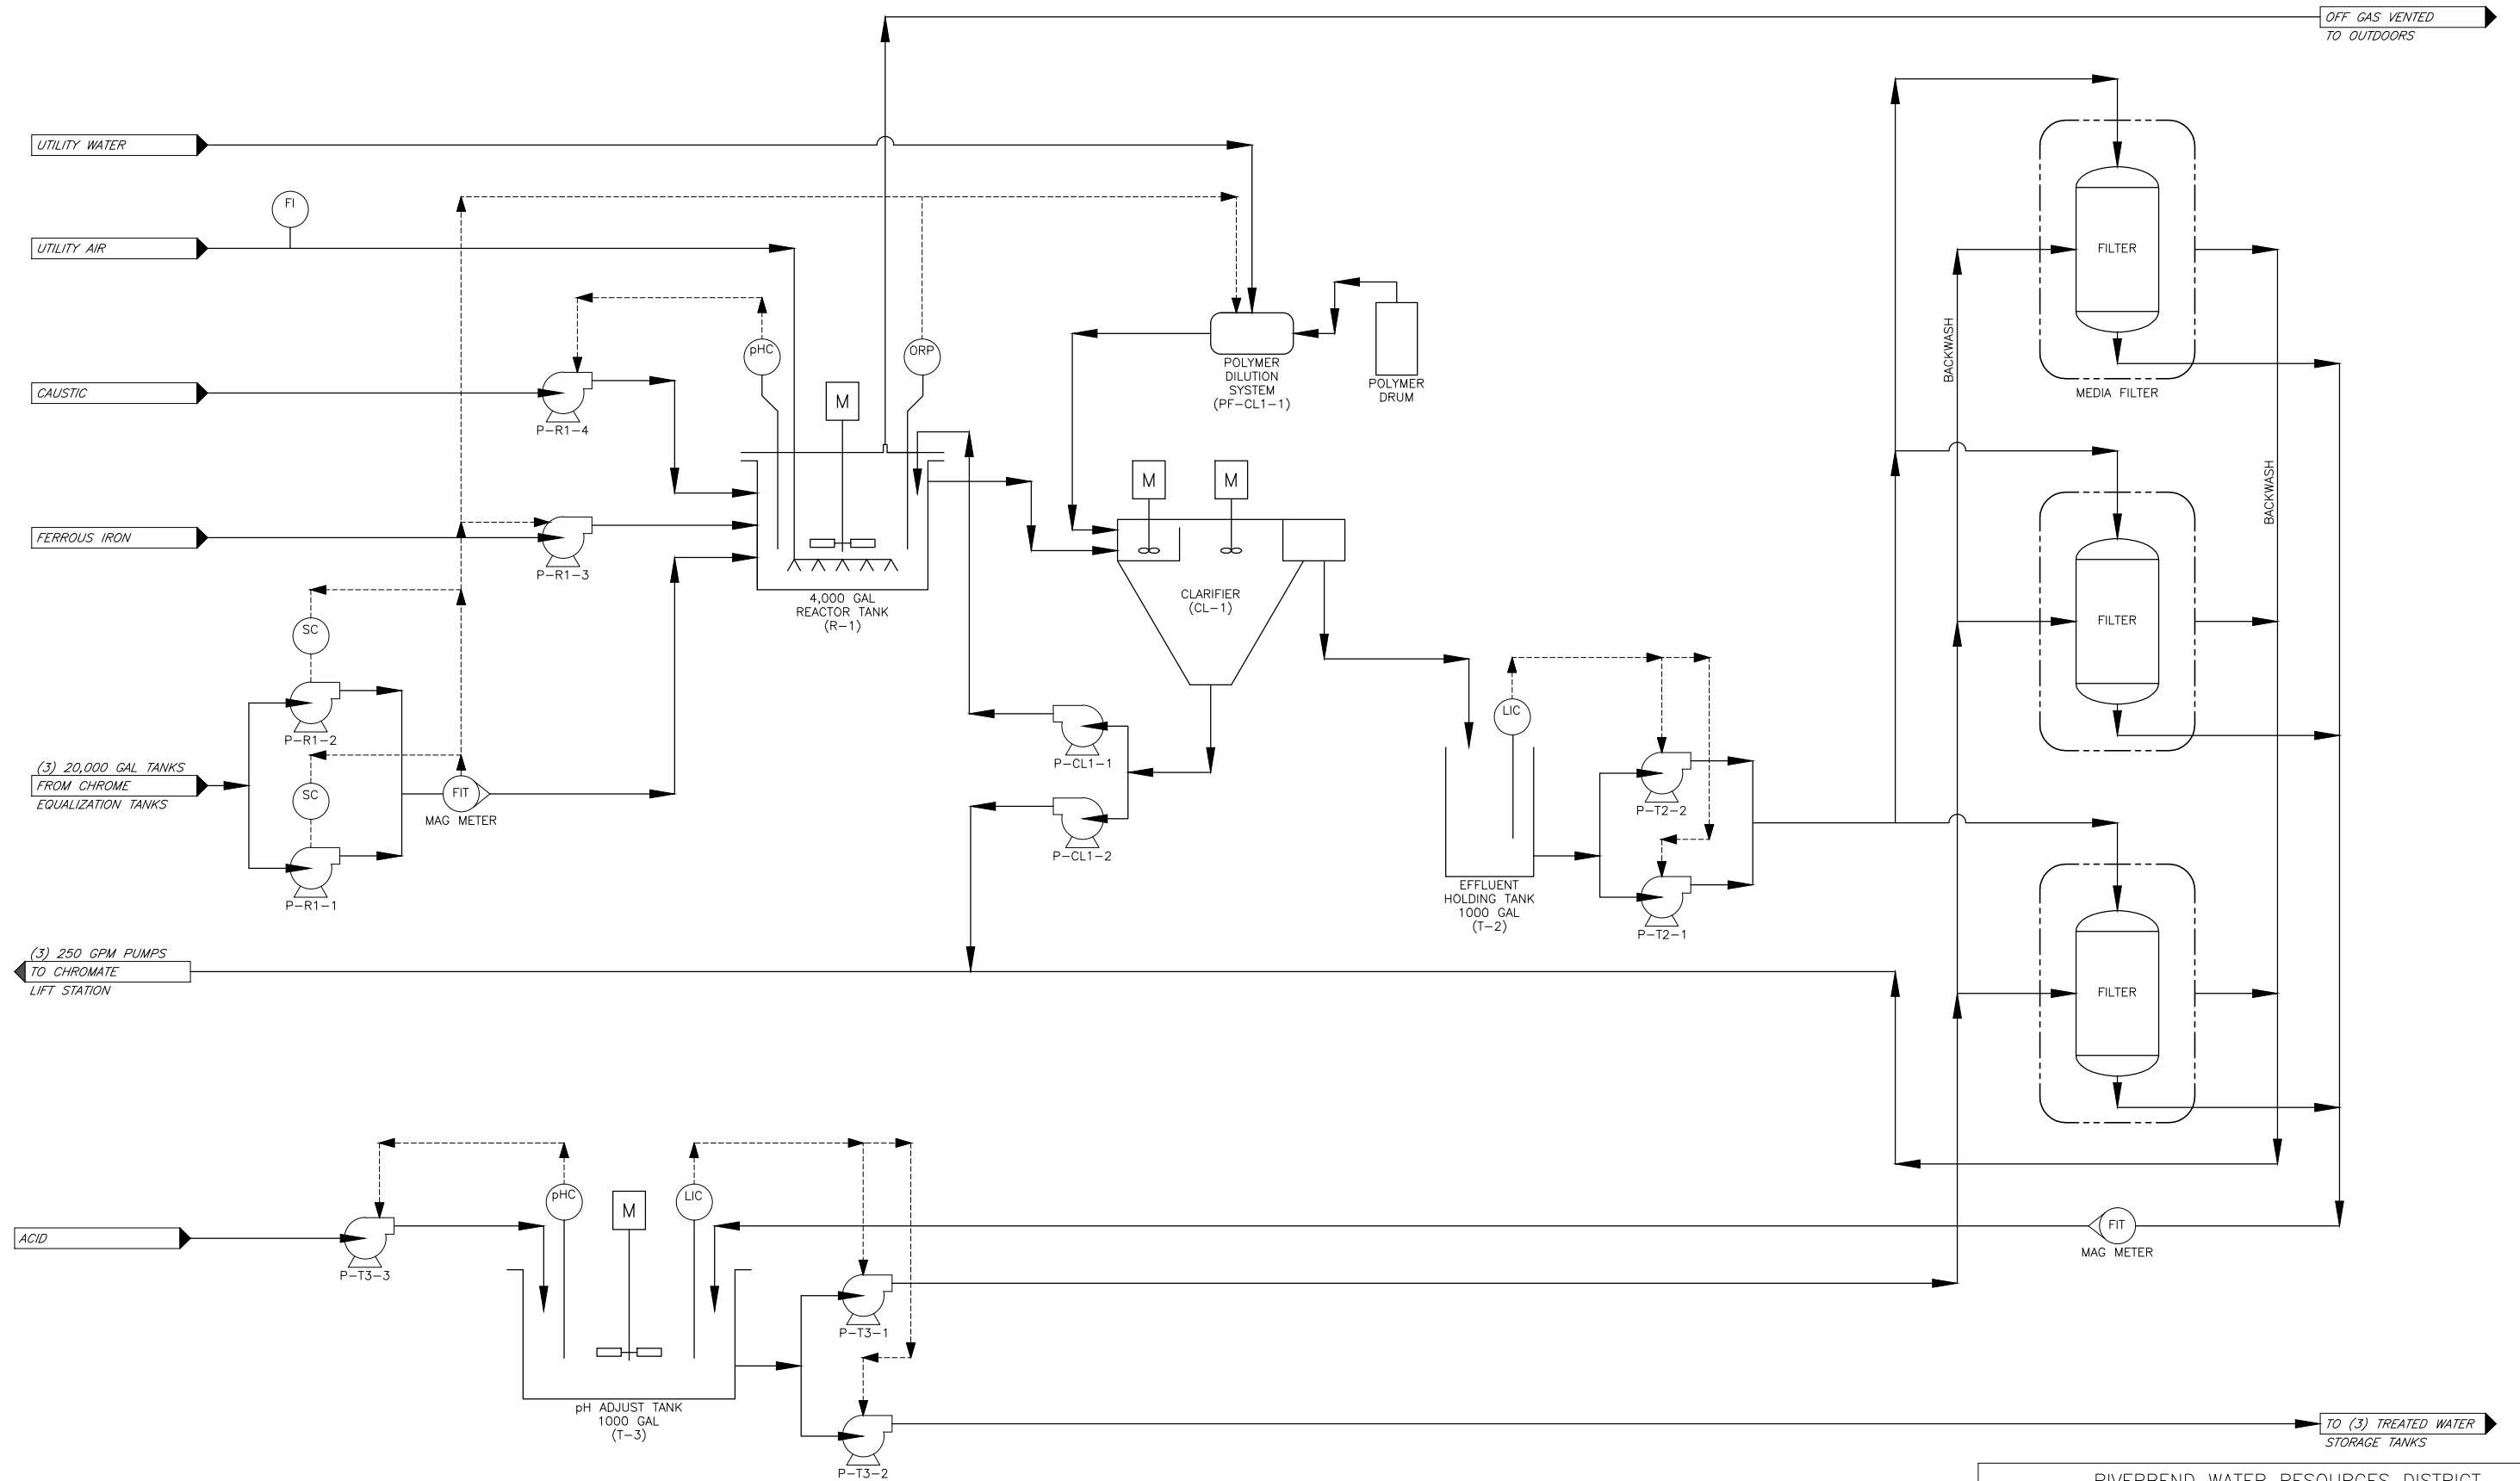 OFF GAS VENTED
TO OUTDOORS
UTILITY WATER
FI
UTILITY AIR
FILTER
BACKWASH
MEDIA FILTER
pHC
ORP
POLYMER
DILUTION
SYSTEM
(PF-CL1-1)
POLYMER
DRUM
CAUSTIC
P-R1-4
M
M
M
BACKWASH
FERROUS IRON
P-R1-3
4,000 GAL
REACTOR TANK
(R-1)
CLARIFIER
(CL-1)
FILTER
SC
P-R1-2
LIC
(3) 20,000 GAL TANKS
FROM CHROME
EQUALIZATION TANKS
SC
FIT
MAG METER
P-CL1-1
P-T2-2
P-CL1-2
P-R1-1
EFFLUENT
HOLDING TANK
1000 GAL
(T-2)
P-T2-1
(3) 250 GPM PUMPS
TO CHROMATE
LIFT STATION
FILTER
pHC
M
LIC
ACID
P-T3-3
FIT
MAG METER
P-T3-1
pH ADJUST TANK
1000 GAL
(T-3)
P-T3-2
TO (3) TREATED WATER
STORAGE TANKS
RIVERBEND WATER RESOURCES DISTRICT